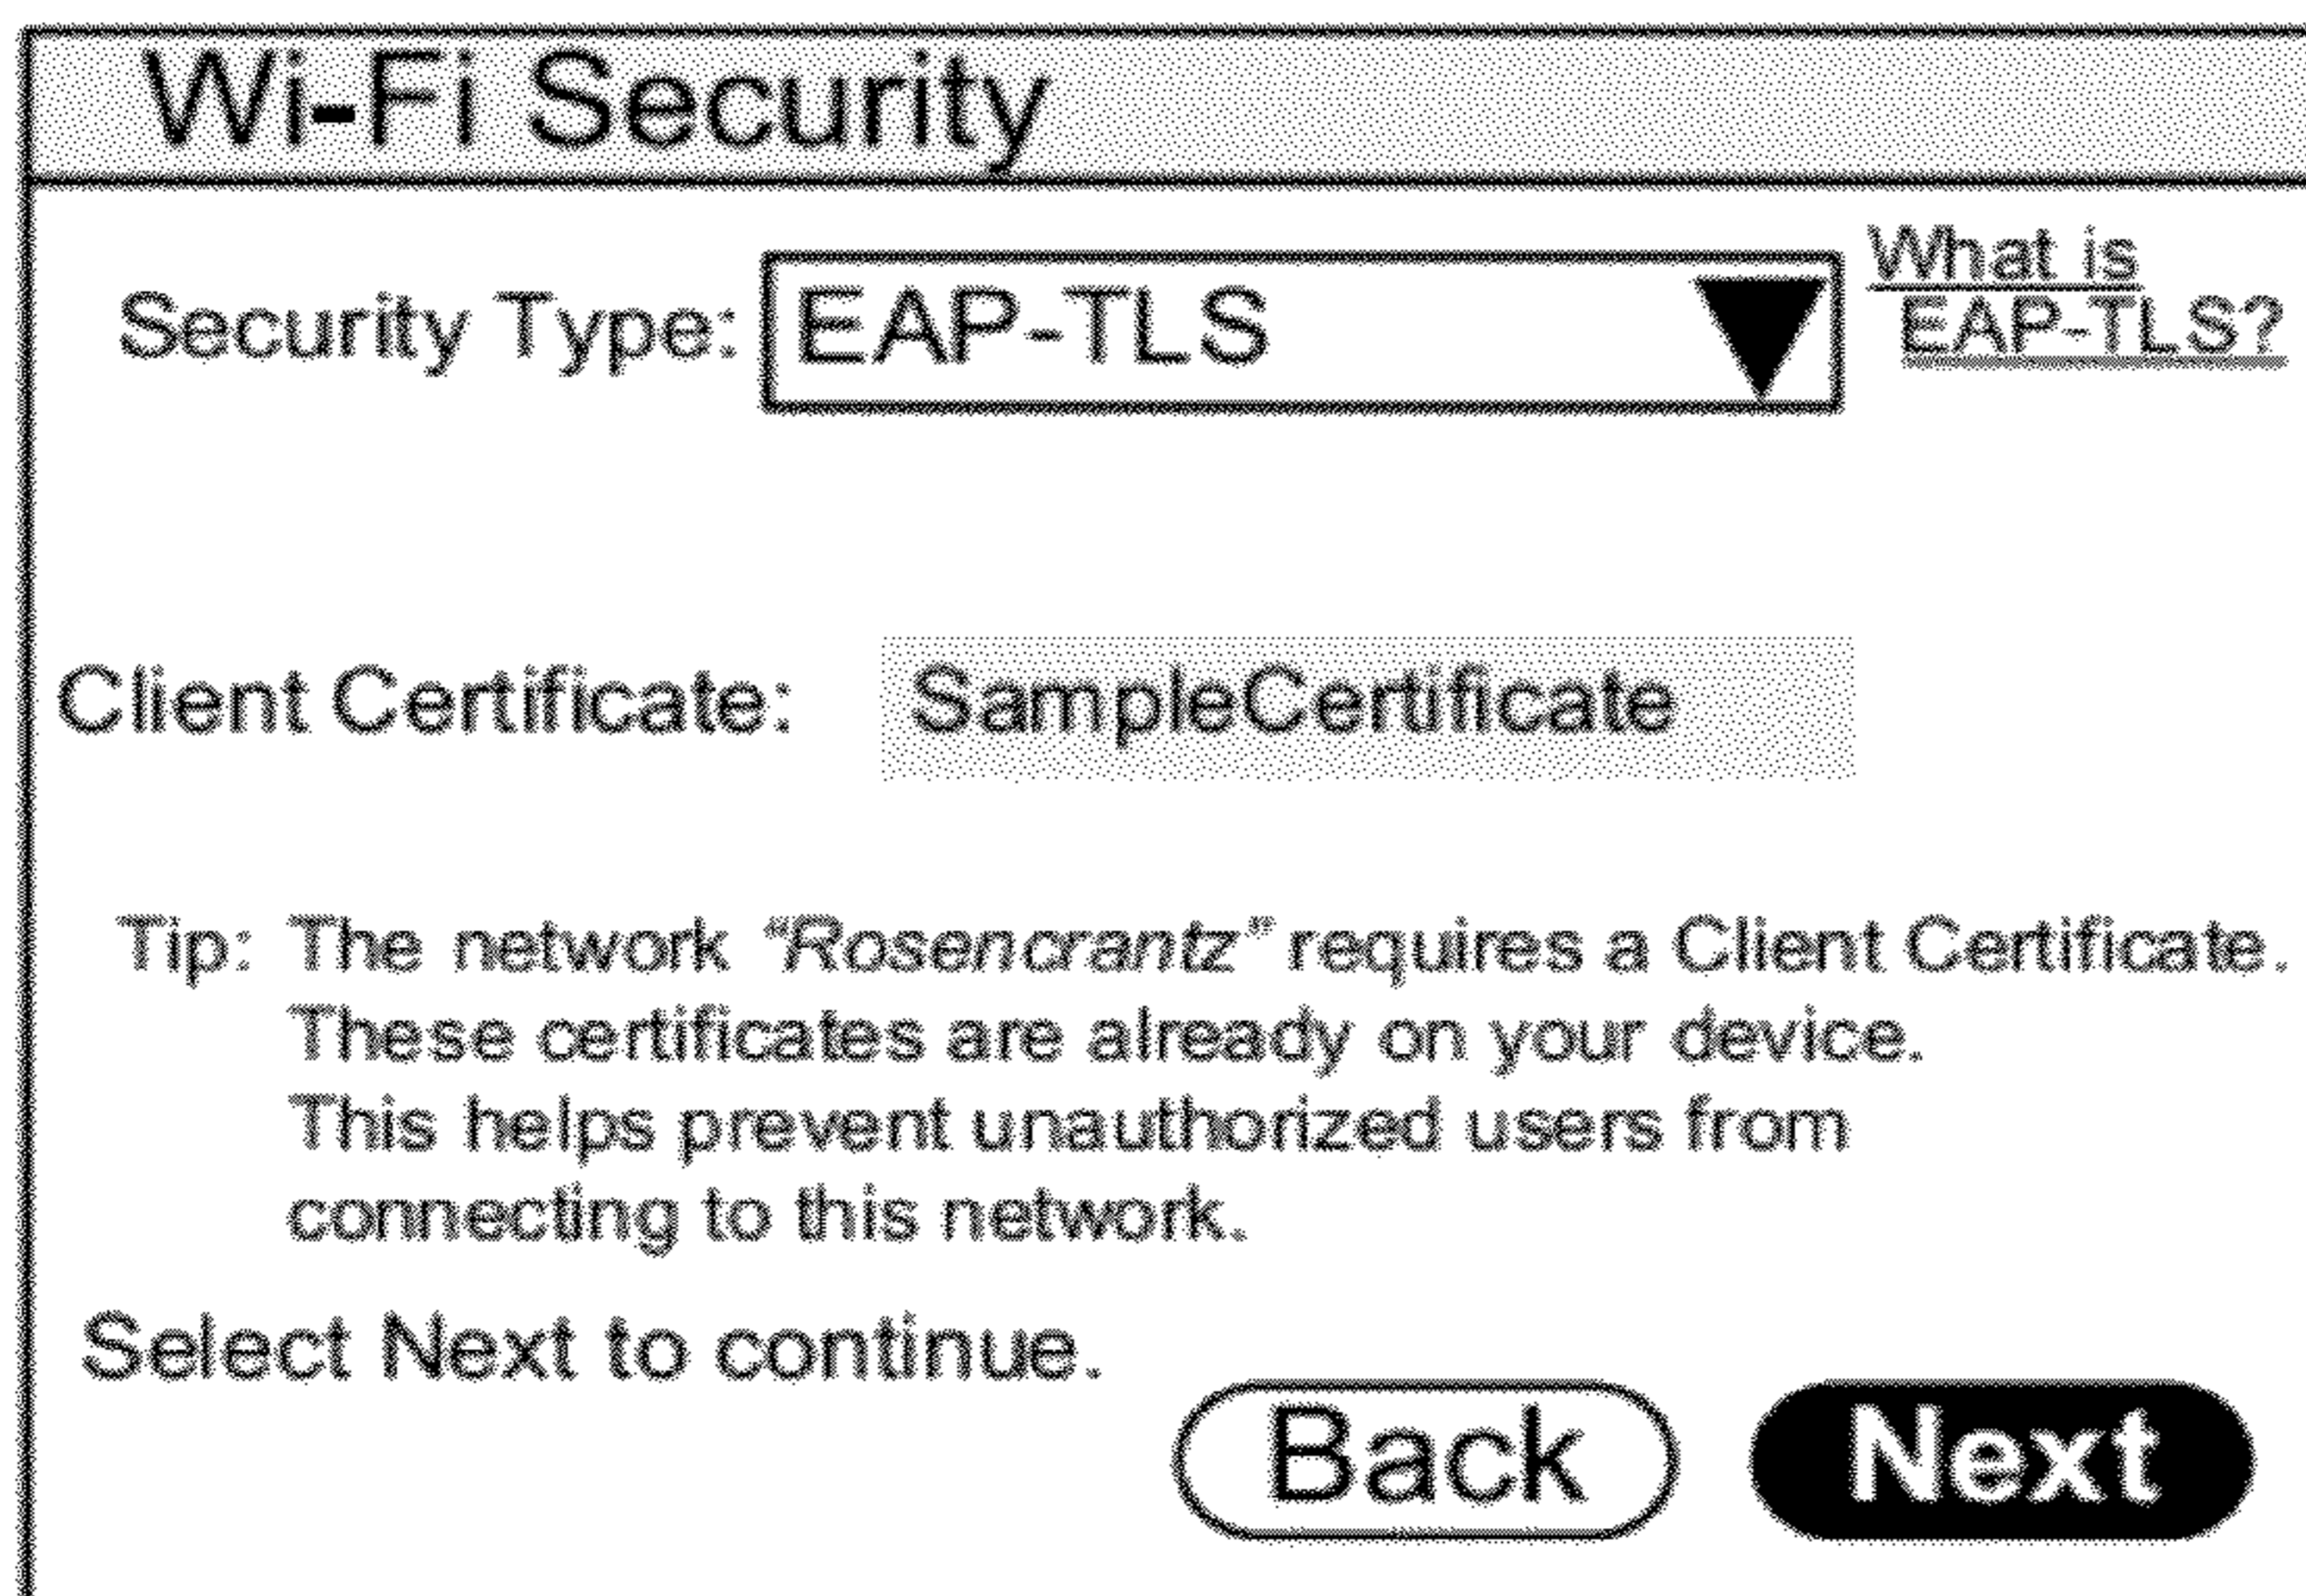 Wi-Fi Security
Security Type: EAP-TLS What is
EAP-TLS?
Client Certificate: SampleCertificate
Tip: The network “Rosencrantz” requires a Client Certificate.
These certificates are already on your device.
This helps prevent unauthorized users from
connecting to this network.
Select Next to continue.
Back Next